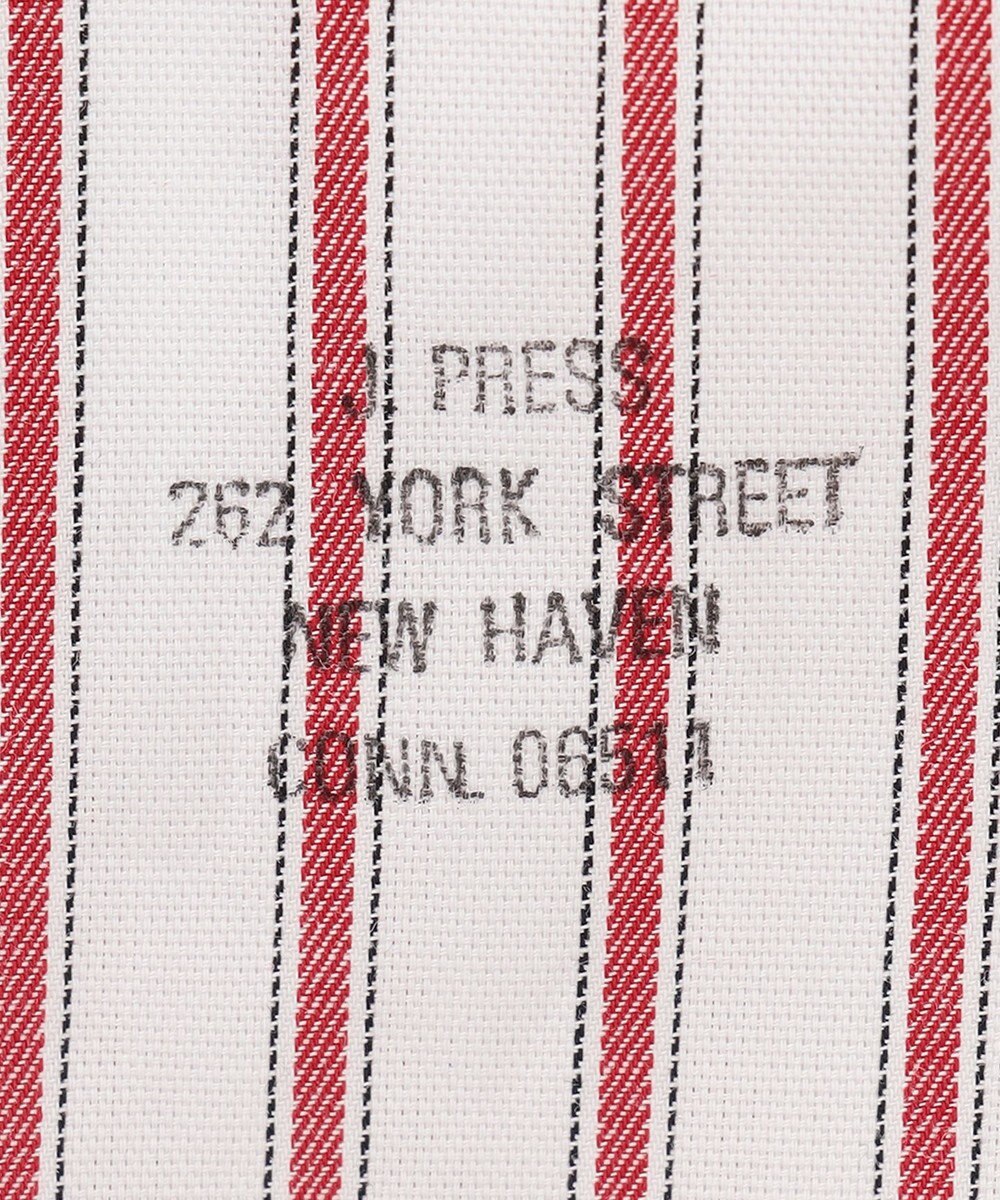 J. PRESS
262 YORK STREET
NEW HAVEN
CONN. 06511